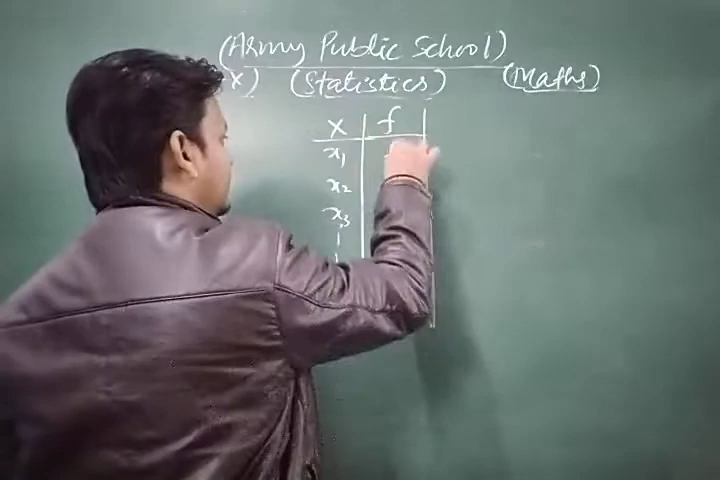 (Army Public School)
X) (Statistics) (Maths)
x f
x1
x2
x3